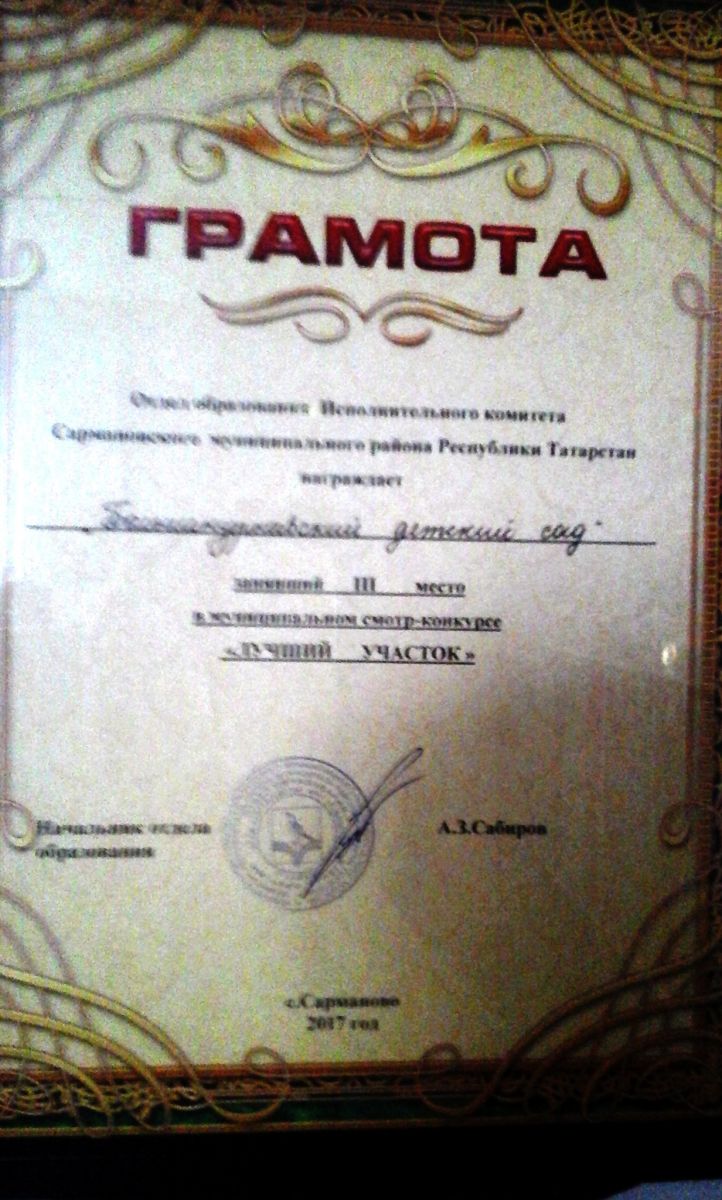 ГРАМОТА
Отдел образования Исполнительного комитета
Сармановского муниципального района Республики Татарстан
награждает
детский сад"
занявший III место
в муниципальном смотр-конкурсе
«ЛУЧШИЙ УЧАСТОК»
Начальник отдела
образования
А.З.Сабиров
с.Сарманово
2017 год